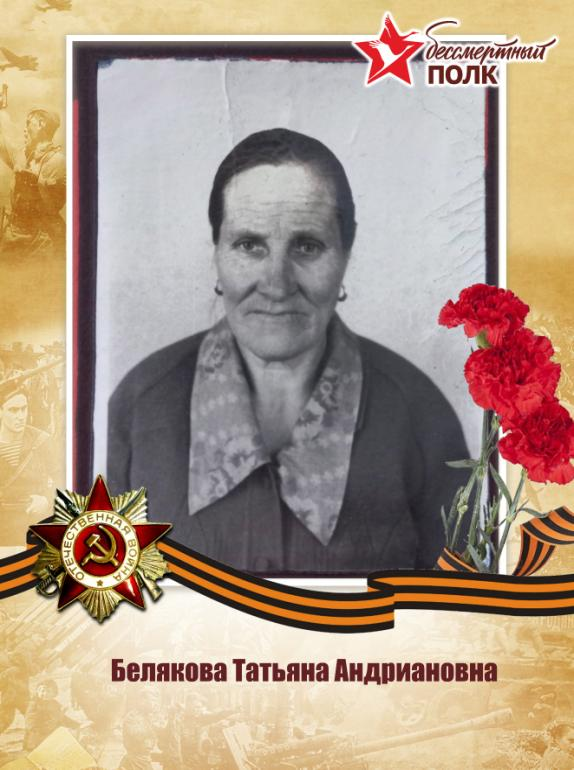 бессмертный
ПОЛК
ОТЕЧЕСТВЕННАЯ ВОЙНА
Белякова Татьяна Андриановна